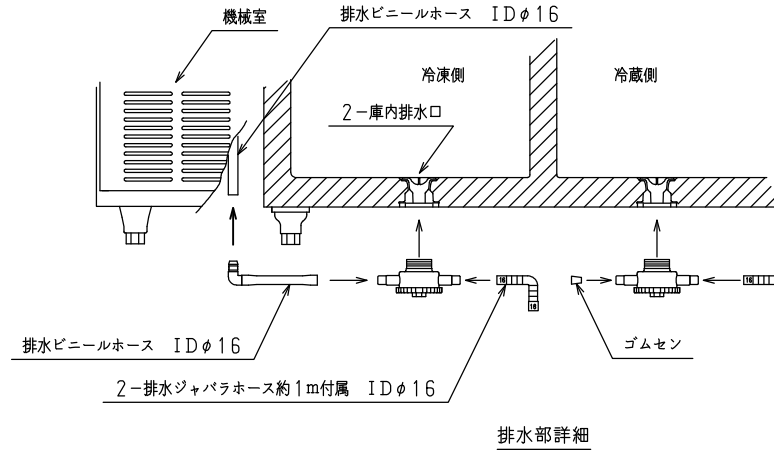 機械室
排水ビニールホース IDφ16
冷凍側
冷蔵側
2-庫内排水口
16
16
16
排水ビニールホース IDφ16
ゴムセン
2-排水ジャバラホース約1m付属 IDφ16
排水部詳細